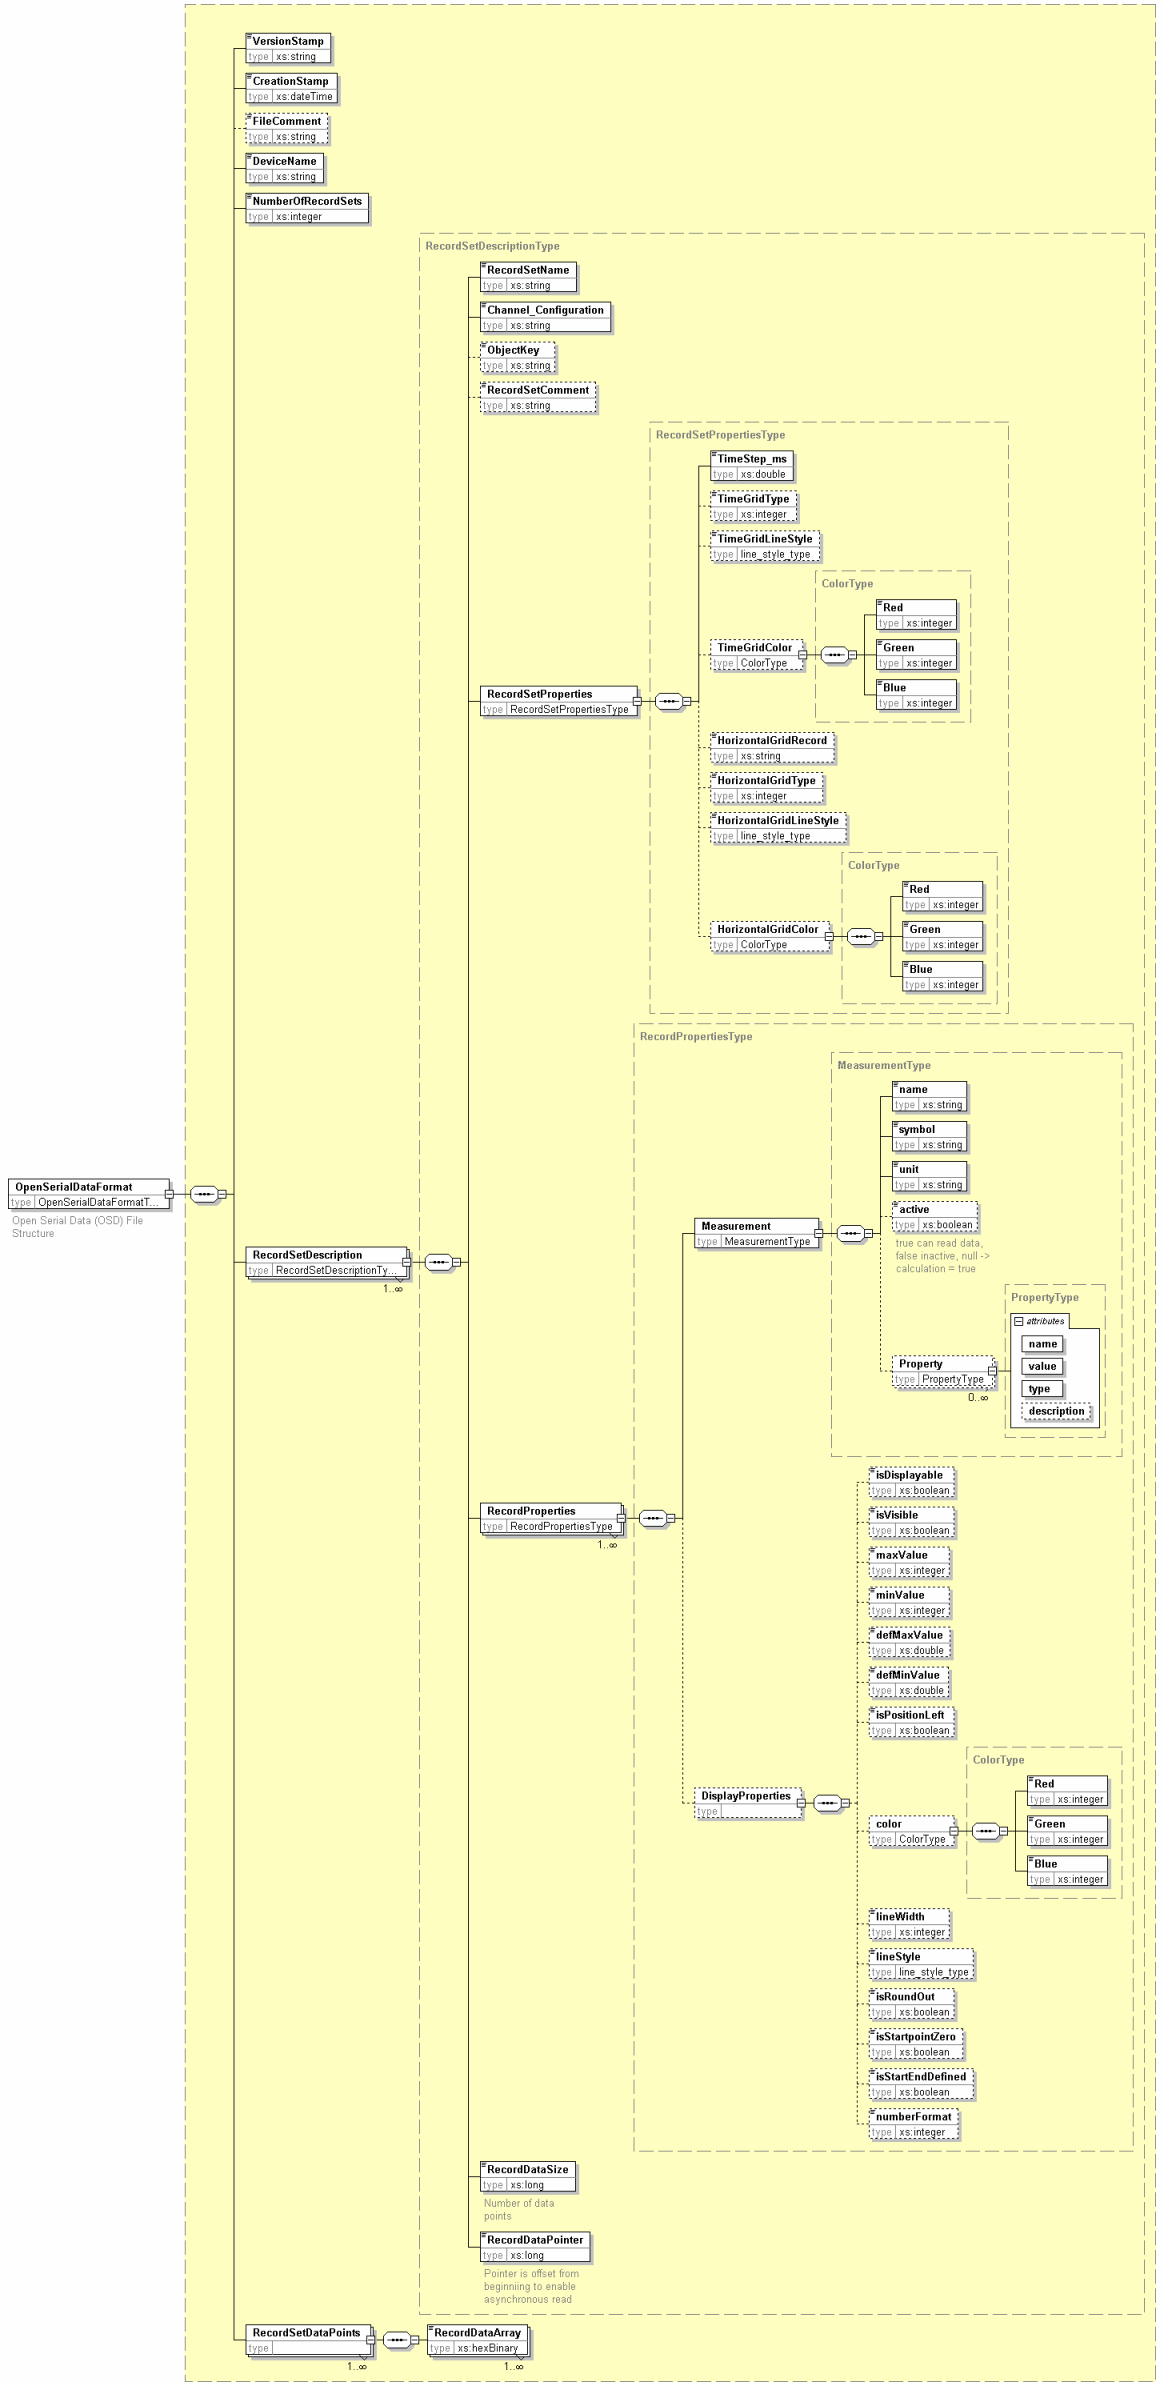 VersionStamp
type xs:string
CreationStamp
type xs:dateTime
FileComment
type xs:string
DeviceName
type xs:string
NumberOfRecordSets
type xs:integer
RecordSetDescriptionType
RecordSetName
type xs:string
Channel_Configuration
type xs:string
ObjectKey
type xs:string
RecordSetComment
type xs:string
RecordSetPropertiesType
TimeStep_ms
type xs:double
TimeGridType
type xs:integer
TimeGridLineStyle
type line_style_type
ColorType
Red
type xs:integer
TimeGridColor
type ColorType
Green
type xs:integer
Blue
type xs:integer
RecordSetProperties
type RecordSetPropertiesType
HorizontalGridRecord
type xs:string
HorizontalGridType
type xs:integer
HorizontalGridLineStyle
type line_style_type
ColorType
Red
type xs:integer
HorizontalGridColor
type ColorType
Green
type xs:integer
Blue
type xs:integer
RecordPropertiesType
MeasurementType
name
type xs:string
symbol
type xs:string
unit
type xs:string
OpenSerialDataFormat
type OpenSerialDataFormatT...
Open Serial Data (OSD) File
Structure
active
type xs:boolean
true can read data,
false inactive, null ->
calculation = true
Measurement
type MeasurementType
RecordSetDescription
type RecordSetDescriptionTy...
1..∞
PropertyType
attributes
name
value
type
description
Property
type PropertyType
0..∞
isDisplayable
type xs:boolean
RecordProperties
type RecordPropertiesType
1..∞
isVisible
type xs:boolean
maxValue
type xs:integer
minValue
type xs:integer
defMaxValue
type xs:double
defMinValue
type xs:double
isPositionLeft
type xs:boolean
ColorType
Red
type xs:integer
DisplayProperties
type
color
type ColorType
Green
type xs:integer
Blue
type xs:integer
lineWidth
type xs:integer
lineStyle
type line_style_type
isRoundOut
type xs:boolean
isStartpointZero
type xs:boolean
isStartEndDefined
type xs:boolean
numberFormat
type xs:integer
RecordDataSize
type xs:long
Number of data
points
RecordDataPointer
type xs:long
Pointer is offset from
beginniing to enable
asynchronous read
RecordSetDataPoints
type
1..∞
RecordDataArray
type xs:hexBinary
1..∞